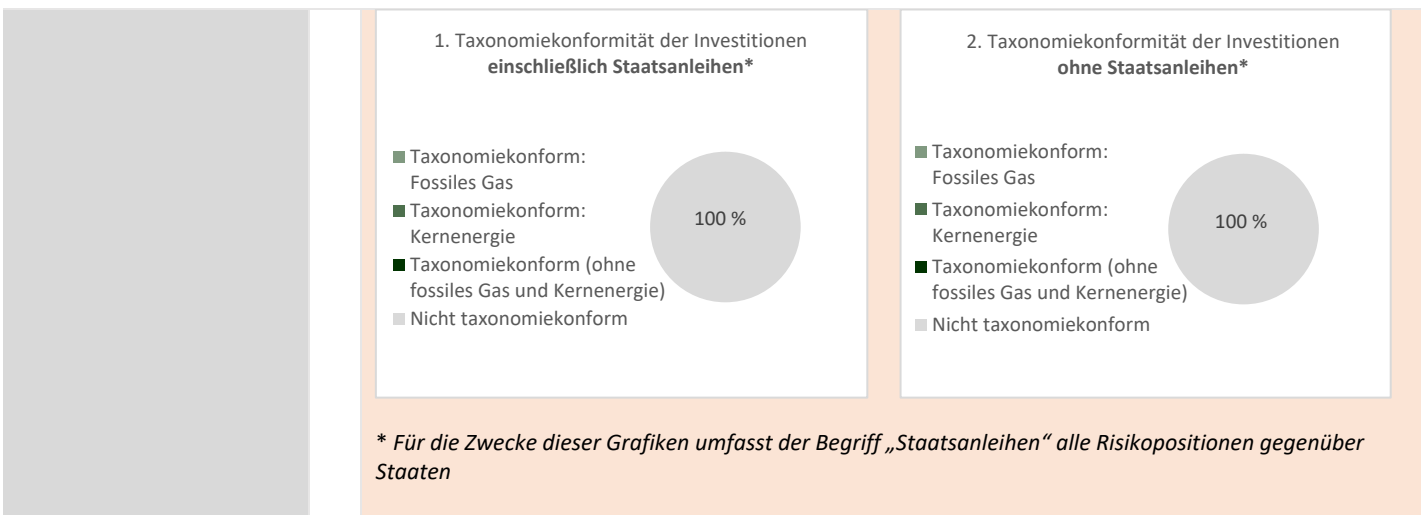 1. Taxonomiekonformität der Investitionen
einschließlich Staatsanleihen*
Taxonomiekonform:
Fossiles Gas
Taxonomiekonform:
Kernenergie
Taxonomiekonform (ohne
fossiles Gas und Kernenergie)
Nicht taxonomiekonform
100 %
2. Taxonomiekonformität der Investitionen
ohne Staatsanleihen*
Taxonomiekonform:
Fossiles Gas
Taxonomiekonform:
Kernenergie
Taxonomiekonform (ohne
fossiles Gas und Kernenergie)
Nicht taxonomiekonform
100 %
* Für die Zwecke dieser Grafiken umfasst der Begriff „Staatsanleihen“ alle Risikopositionen gegenüber
Staaten